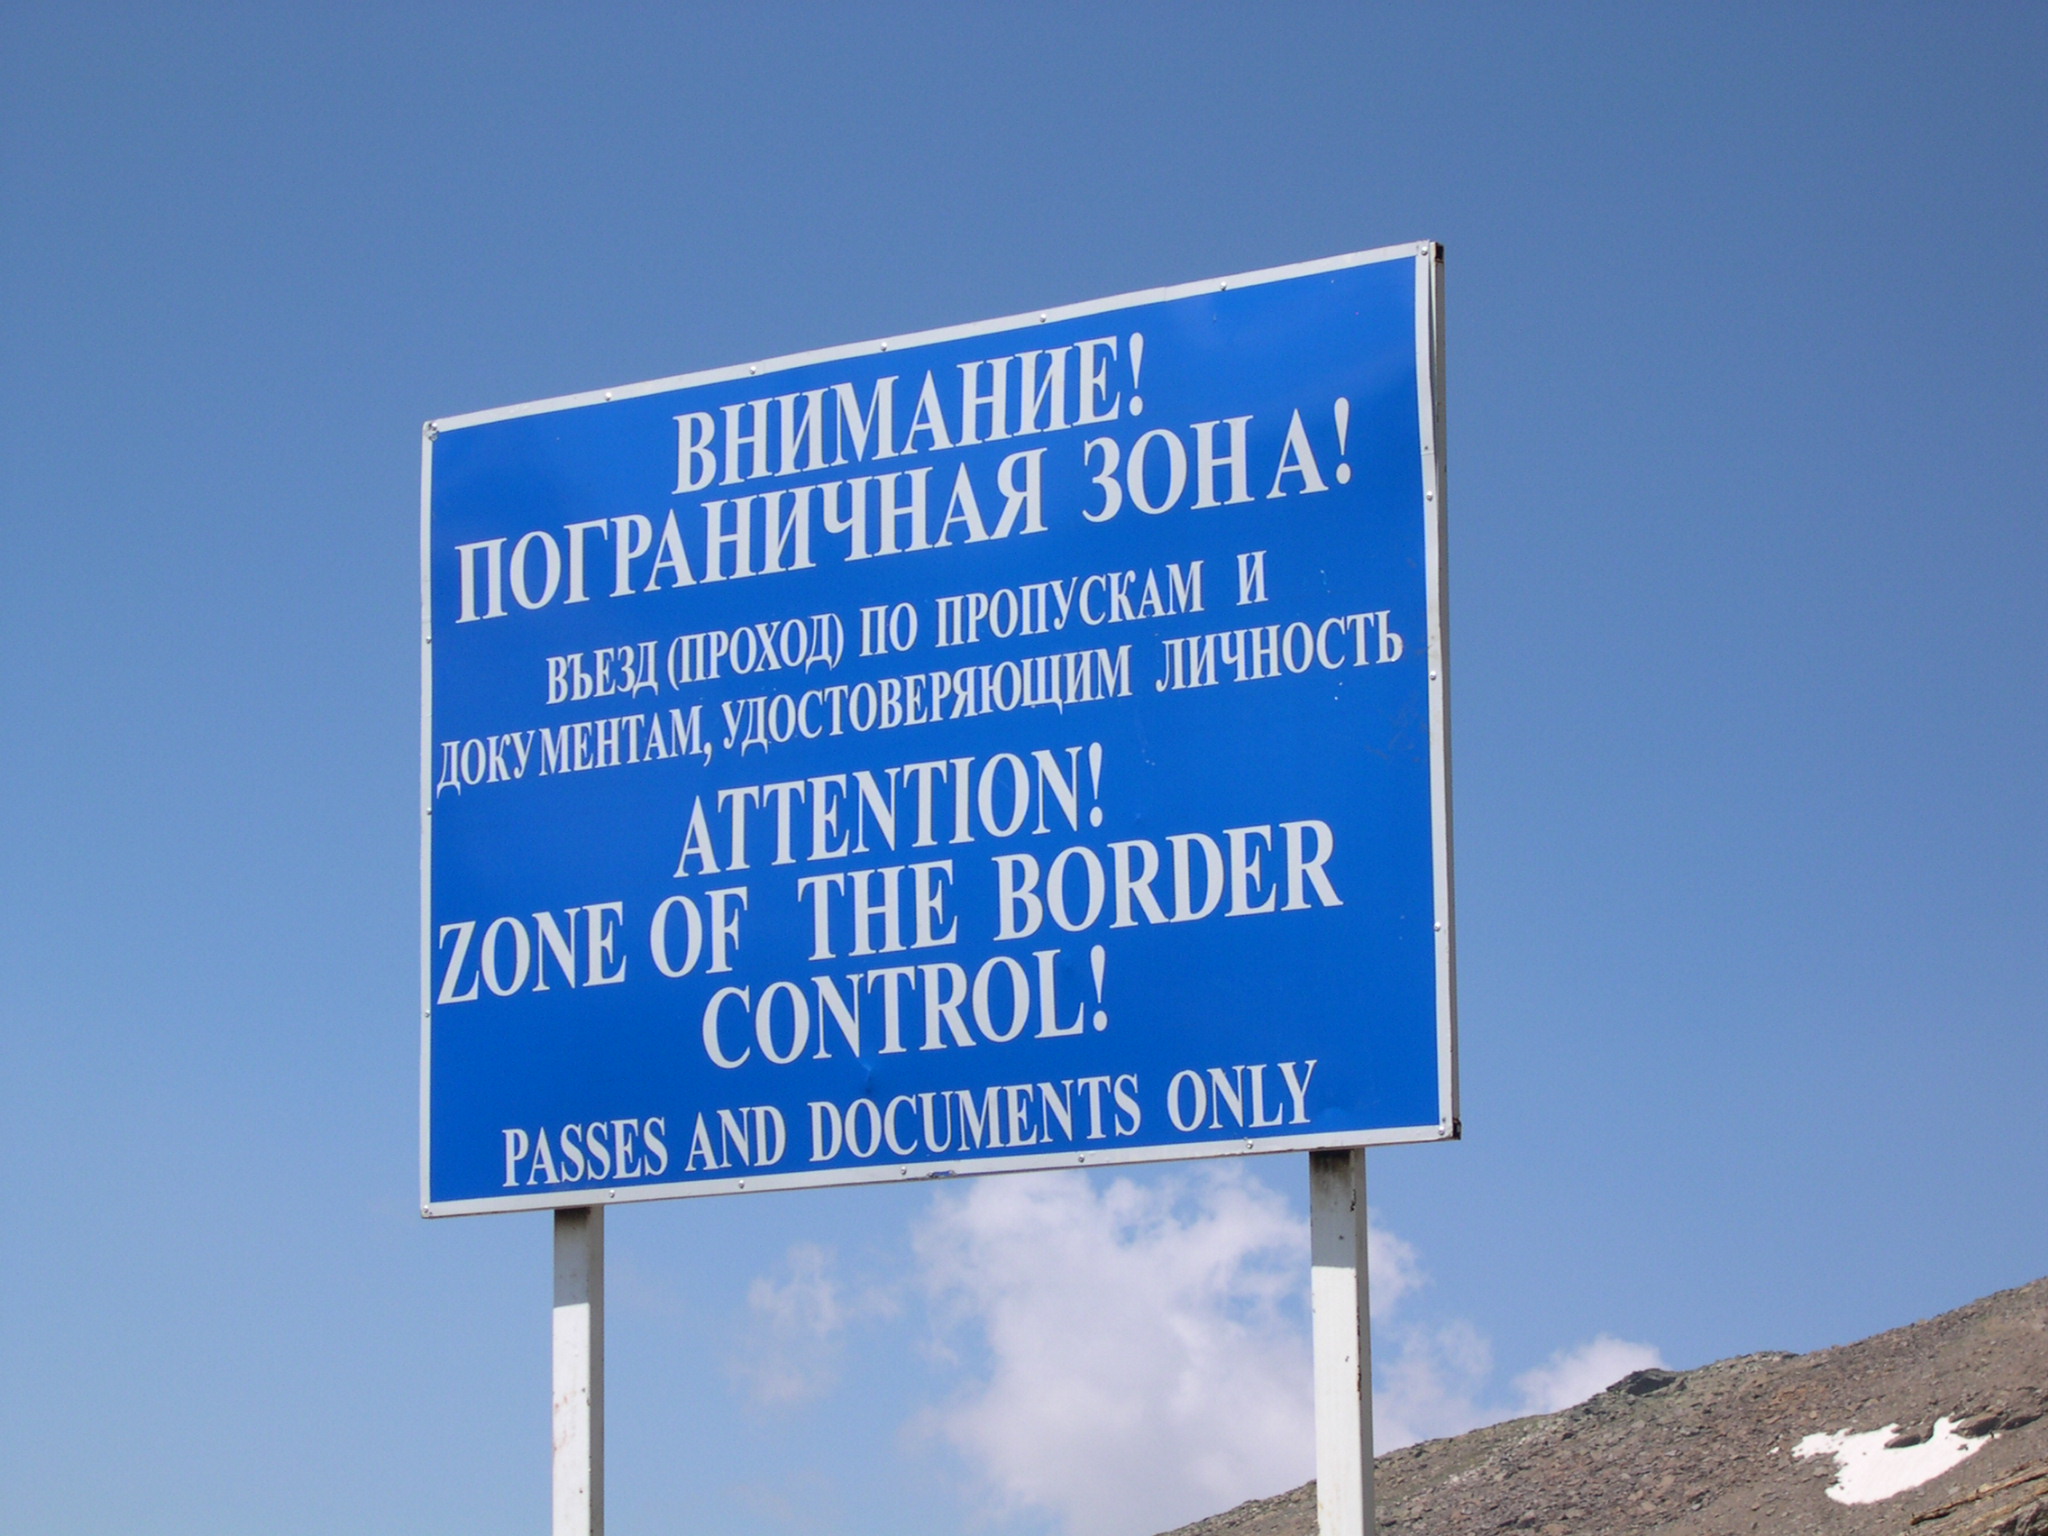 ВНИМАНИЕ!
ПОГРАНИЧНАЯ ЗОНА!
ВЪЕЗД (ПРОХОД) ПО ПРОПУСКАМ И
ДОКУМЕНТАМ, УДОСТОВЕРЯЮЩИМ ЛИЧНОСТЬ
ATTENTION!
ZONE OF THE BORDER
CONTROL!
PASSES AND DOCUMENTS ONLY